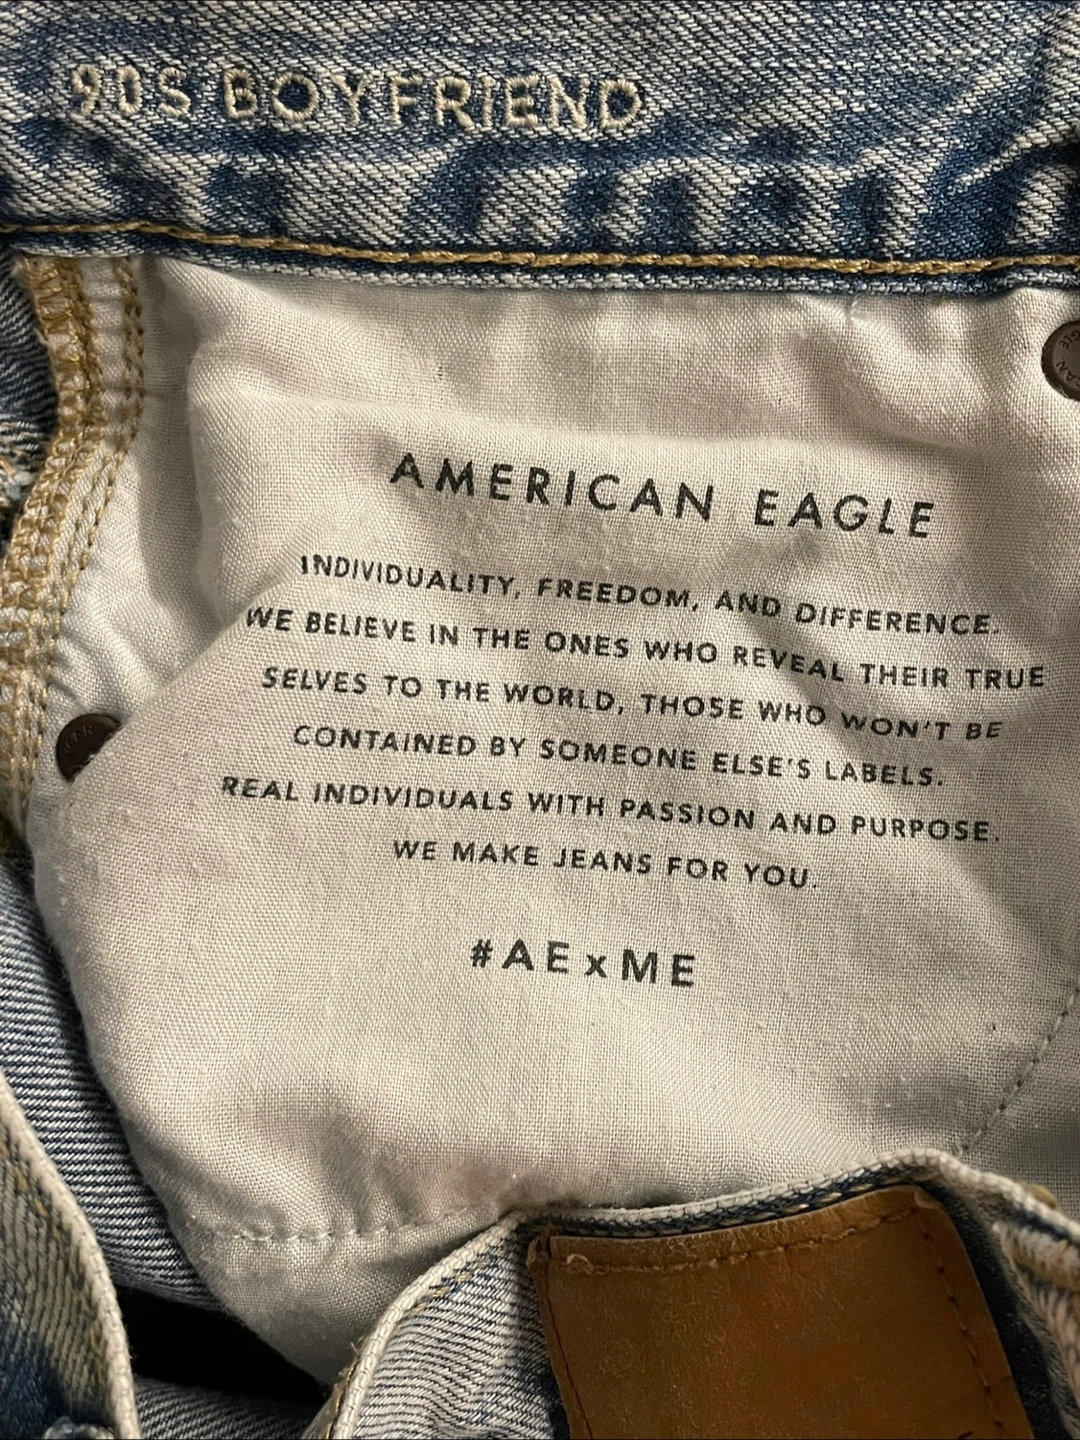 90S BOYFRIEND
AMERICAN EAGLE
INDIVIDUALITY, FREEDOM, AND DIFFERENCE.
WE BELIEVE IN THE ONES WHO REVEAL THEIR TRUE
SELVES TO THE WORLD, THOSE WHO WON'T BE
CONTAINED BY SOMEONE ELSE'S LABELS.
REAL INDIVIDUALS WITH PASSION AND PURPOSE.
WE MAKE JEANS FOR YOU.
#AExME